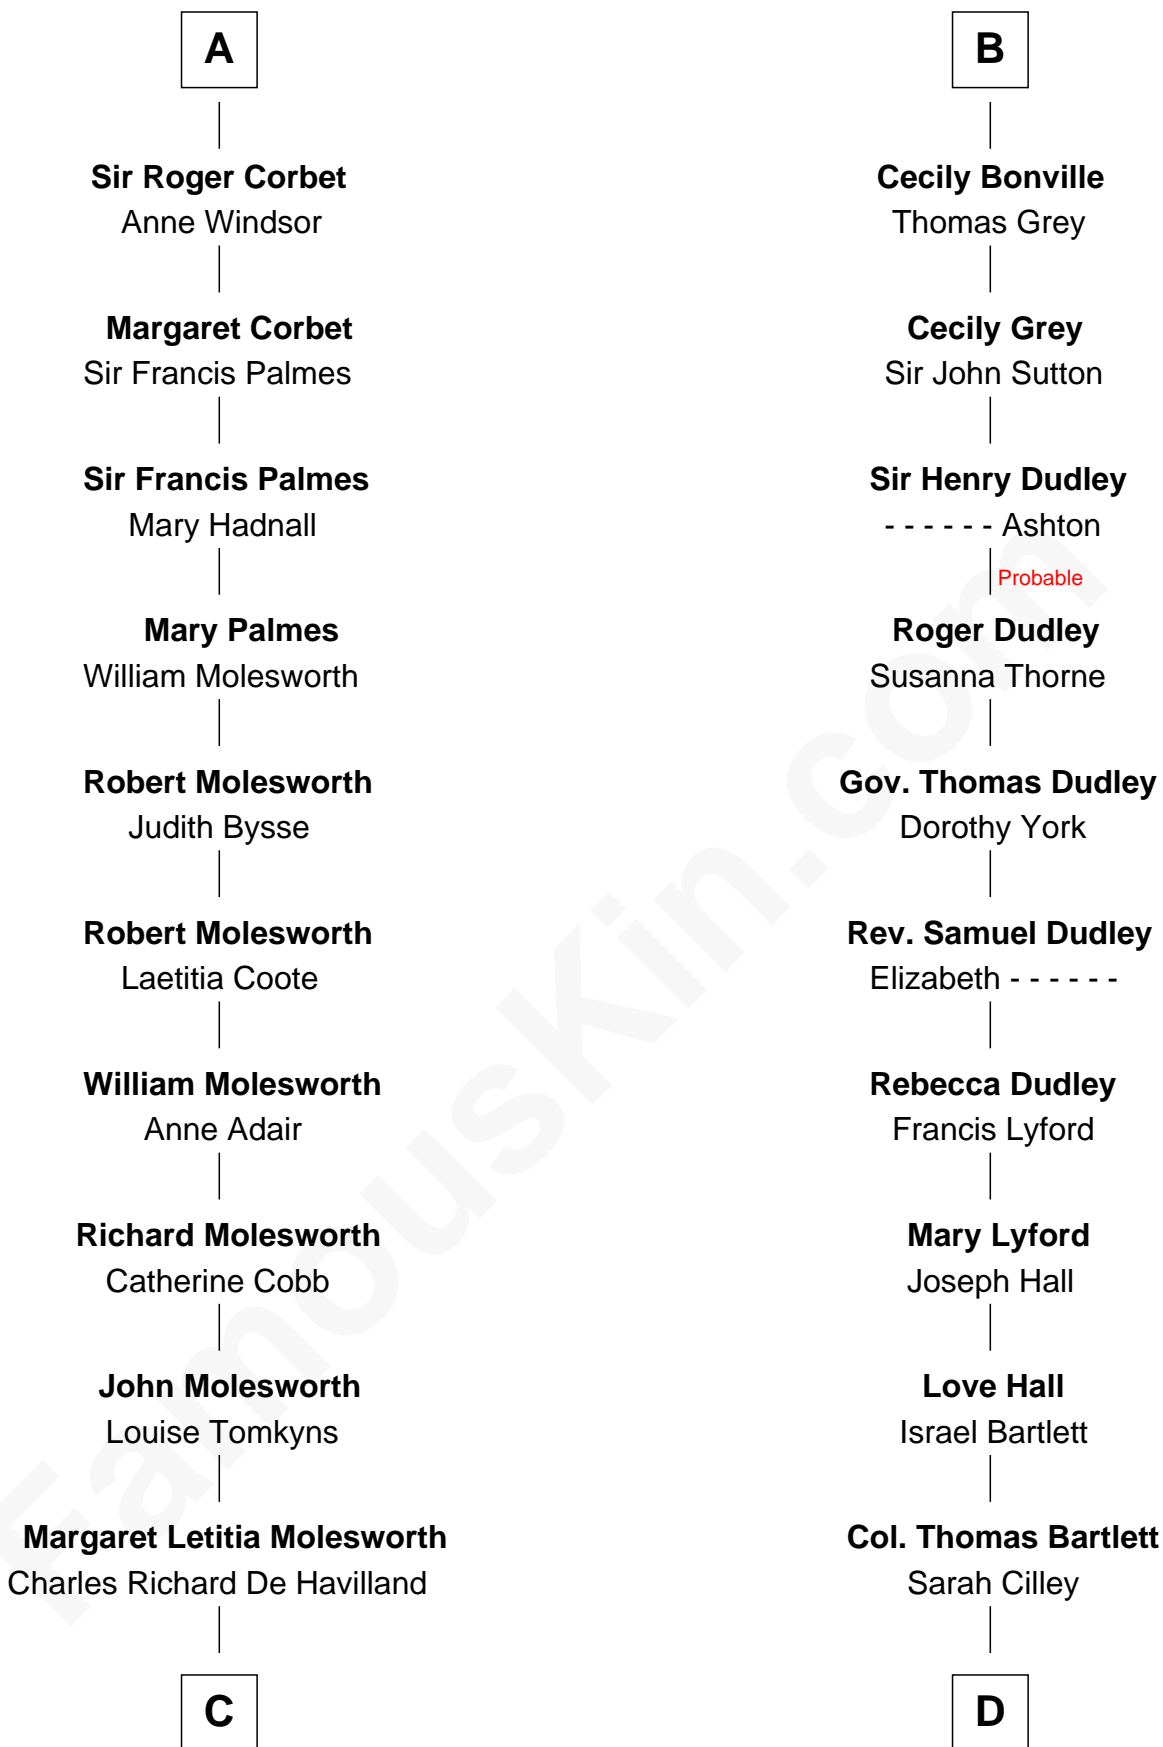 A
Sir Roger Corbet
Anne Windsor
Margaret Corbet
Sir Francis Palmes
Sir Francis Palmes
Mary Hadnall
Mary Palmes
William Molesworth
Robert Molesworth
Judith Bysse
Robert Molesworth
Laetitia Coote
William Molesworth
Anne Adair
Richard Molesworth
Catherine Cobb
John Molesworth
Louise Tomkyns
Margaret Letitia Molesworth
Charles Richard De Havilland
C
B
Cecily Bonville
Thomas Grey
Cecily Grey
Sir John Sutton
Sir Henry Dudley
- - - - - - Ashton
Probable
Roger Dudley
Susanna Thorne
Gov. Thomas Dudley
Dorothy York
Rev. Samuel Dudley
Elizabeth - - - - - -
Rebecca Dudley
Francis Lyford
Mary Lyford
Joseph Hall
Love Hall
Israel Bartlett
Col. Thomas Bartlett
Sarah Cilley
D
FamousKin.com